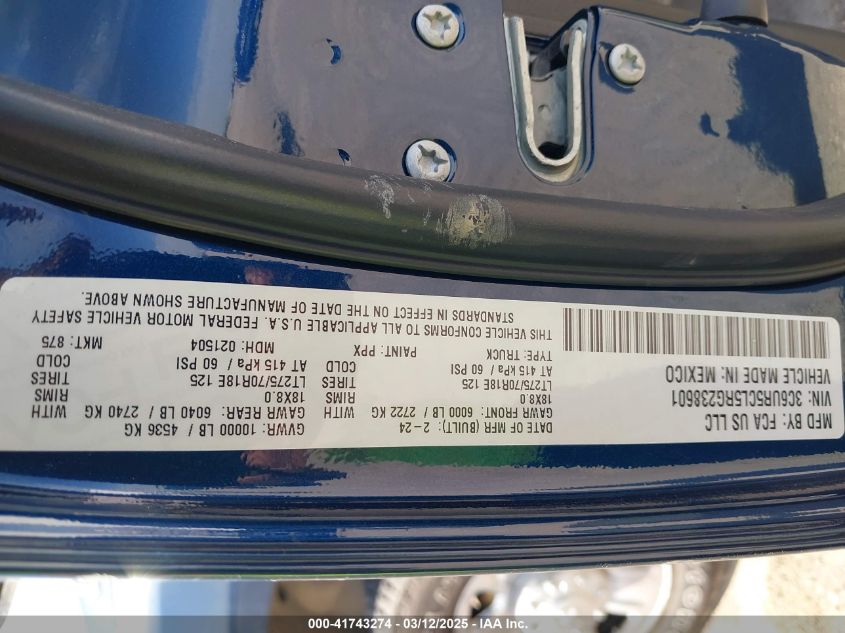 MFD BY: FCA US LLC
DATE OF MFR (BUILT): 2-24 GVWR: 10000 LB / 4536 KG
GAWR FRONT: 6000 LB / 2722 KG WITH GAWR REAR: 6040 LB / 2740 KG WITH
18X8.0 RIMS 18X8.0 RIMS
LT275/70R18E 125 TIRES LT275/70R18E 125 TIRES
AT 415 kPa / 60 PSI COLD AT 415 kPa / 60 PSI COLD
VIN: 3C6UR5CL5RG238601
VEHICLE MADE IN: MEXICO
TYPE: TRUCK PAINT: PPX MDH: 021504 MKT: 875
THIS VEHICLE CONFORMS TO ALL APPLICABLE U.S.A. FEDERAL MOTOR VEHICLE SAFETY
STANDARDS IN EFFECT ON THE DATE OF MANUFACTURE SHOWN ABOVE.
000-41743274 - 03/12/2025 - IAA Inc.